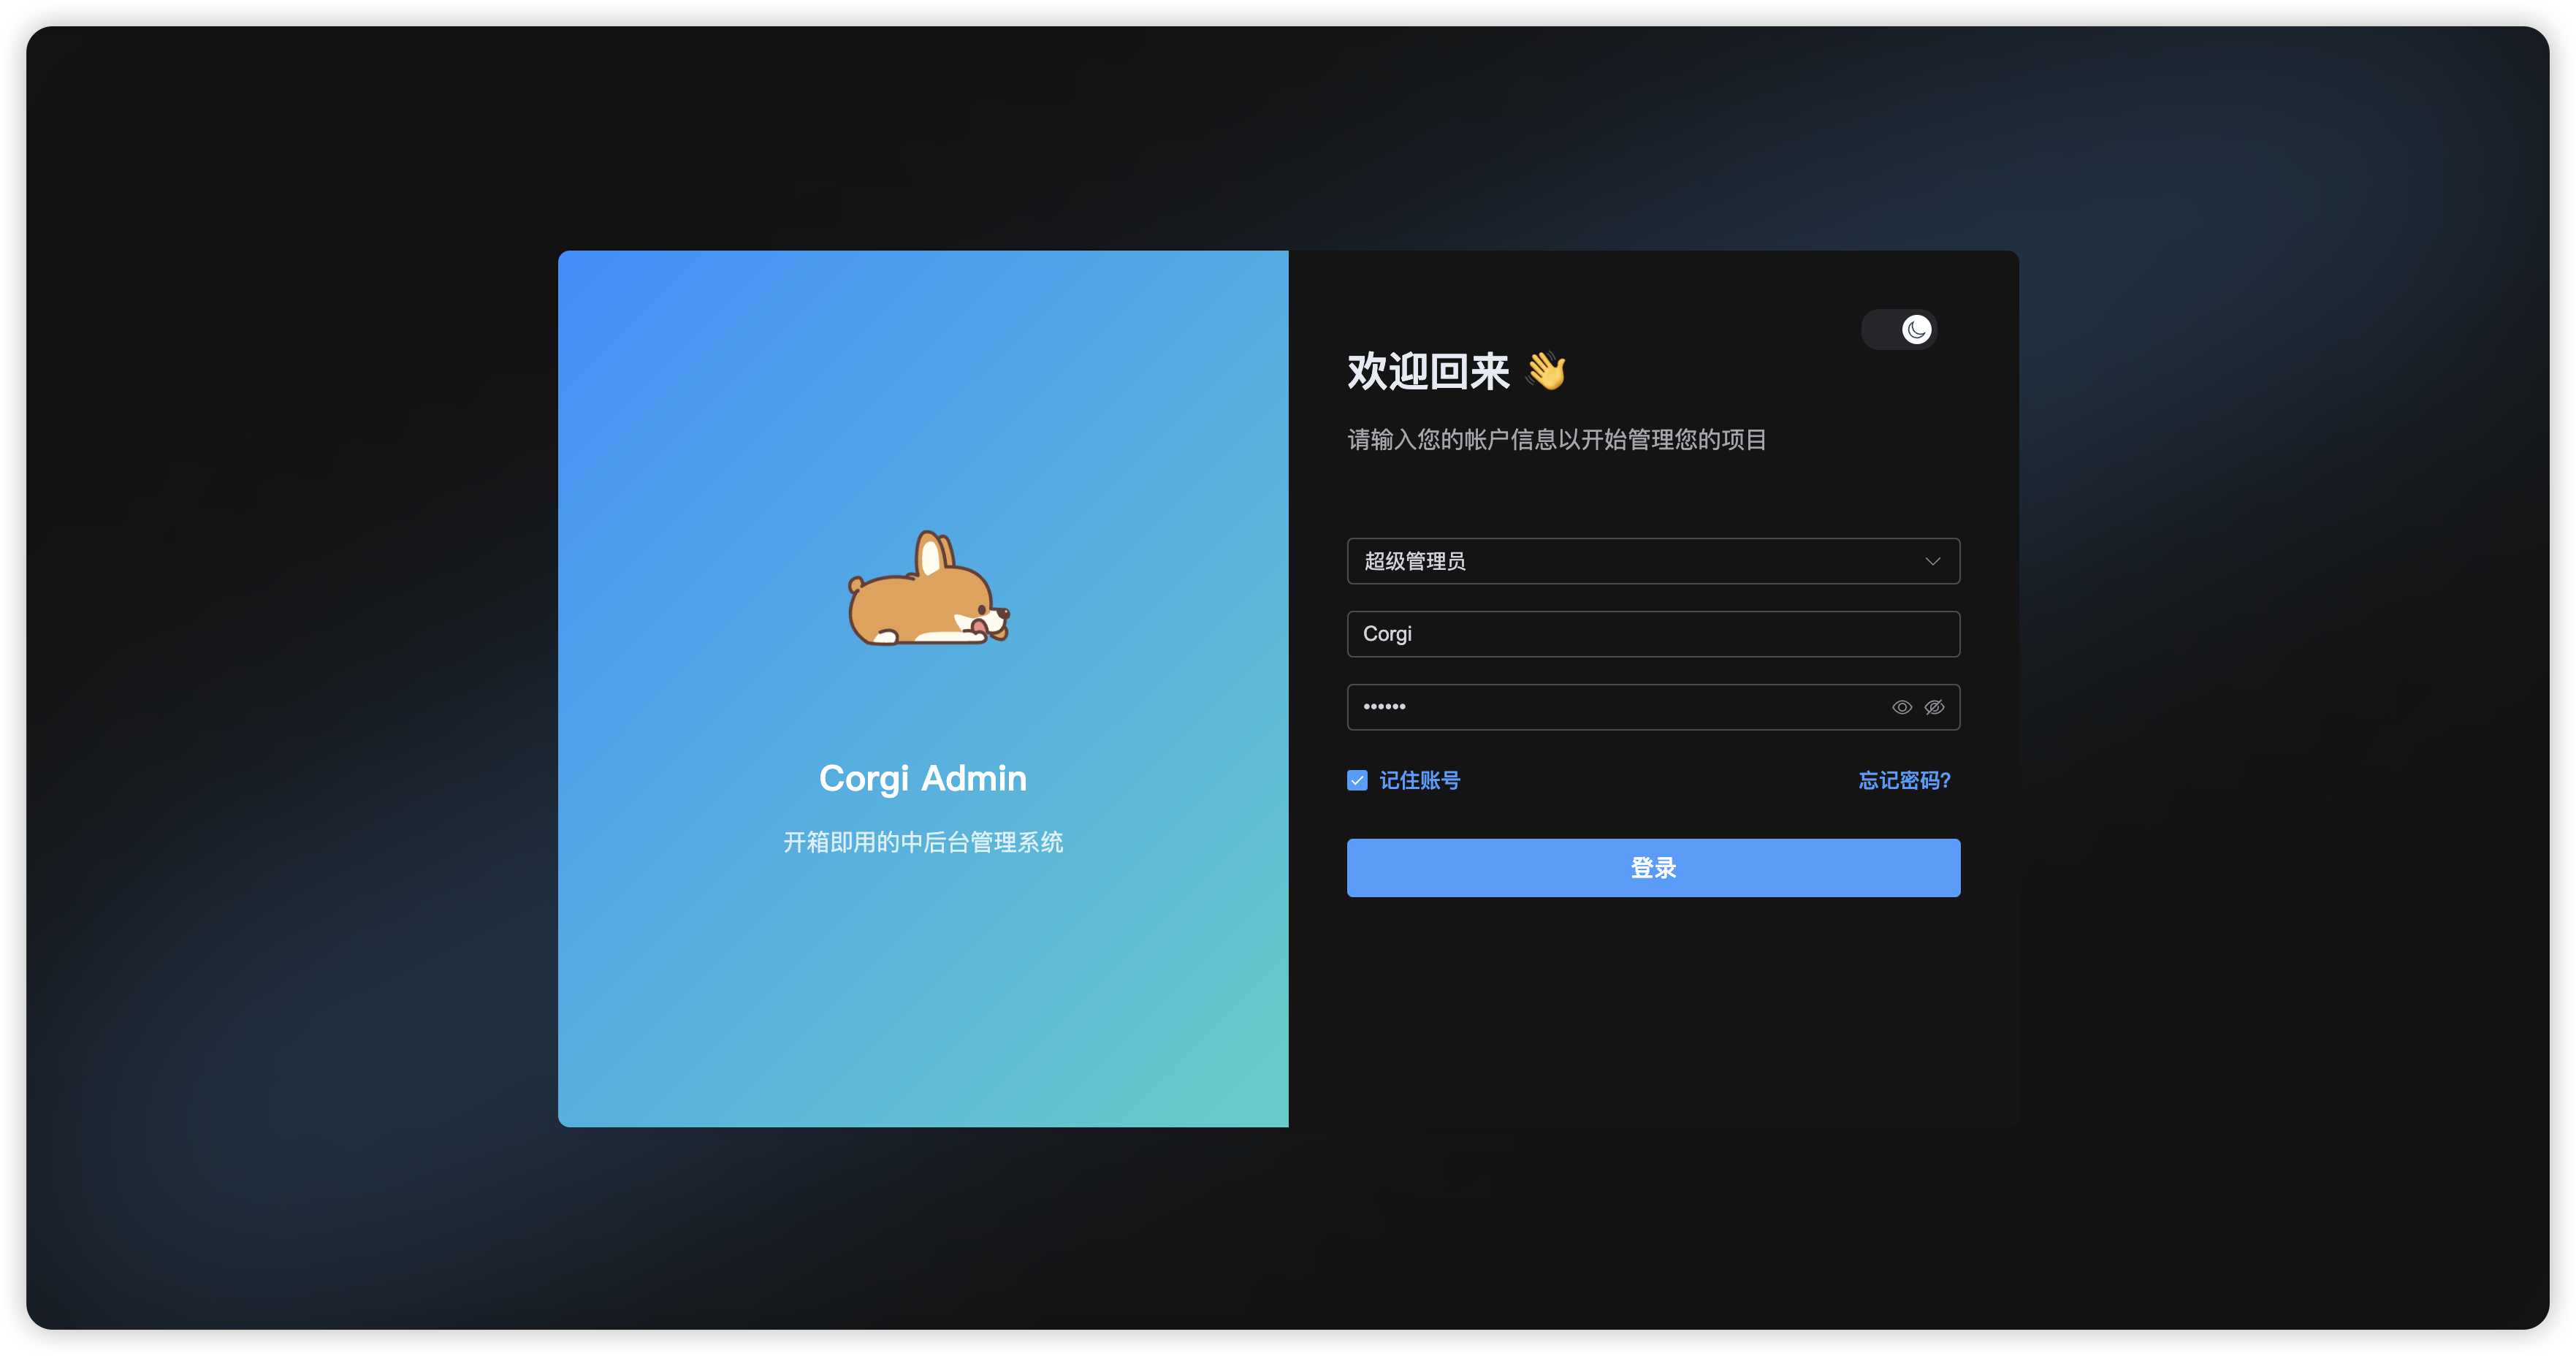 Corgi Admin
开箱即用的中后台管理系统
欢迎回来 👋
请输入您的帐户信息以开始管理您的项目
超级管理员
Corgi
••••••
记住账号
忘记密码?
登录